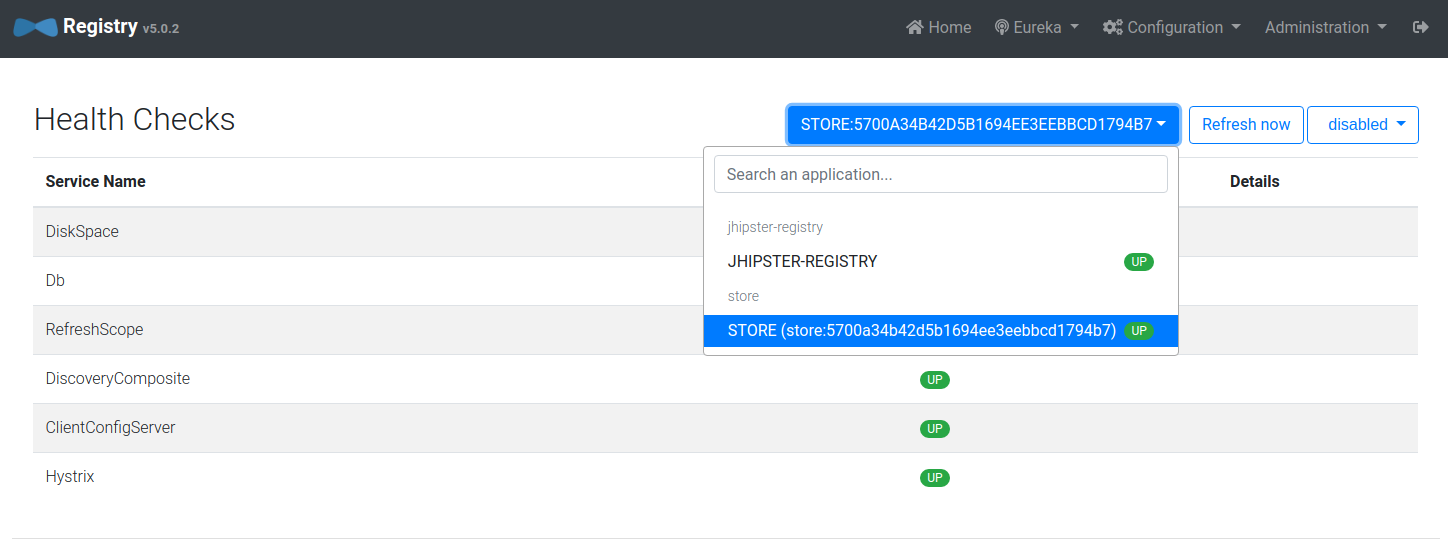 Registry v5.0.2 Home Eureka Configuration Administration
Health Checks STORE:5700A34B42D5B1694EE3EEBBCD1794B7 Refresh now disabled
Search an application...
Service Name Details
DiskSpace
jhipster-registry
JHIPSTER-REGISTRY UP
Db
store
RefreshScope
STORE (store:5700a34b42d5b1694ee3eebbcd1794b7) UP
DiscoveryComposite UP
ClientConfigServer UP
Hystrix UP